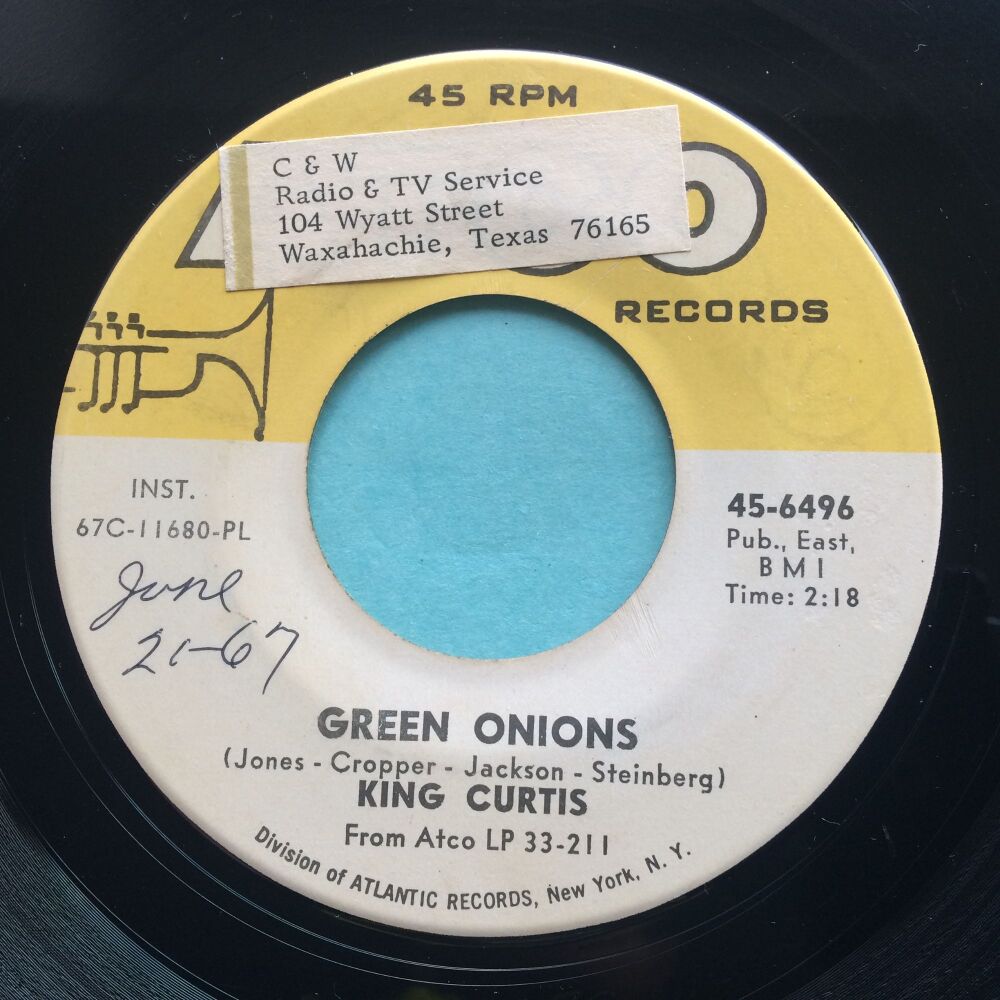 45 RPM
C & W
Radio & TV Service
104 Wyatt Street
Waxahachie, Texas 76165
RECORDS
INST.
67C-11680-PL
June
21-67
45-6496
Pub., East,
BMI
Time: 2:18
GREEN ONIONS
(Jones - Cropper - Jackson - Steinberg)
KING CURTIS
From Atco LP 33-211
Division of ATLANTIC RECORDS, New York, N. Y.